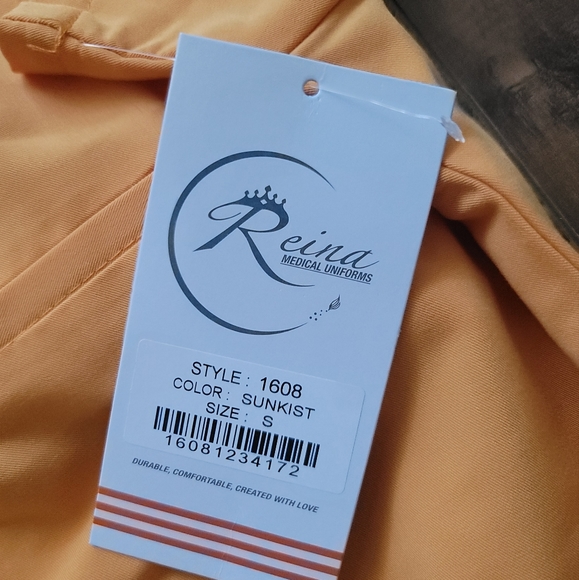 Reina
MEDICAL UNIFORMS
STYLE: 1608
COLOR: SUNKIST
SIZE: S
16081234172
DURABLE, COMFORTABLE, CREATED WITH LOVE